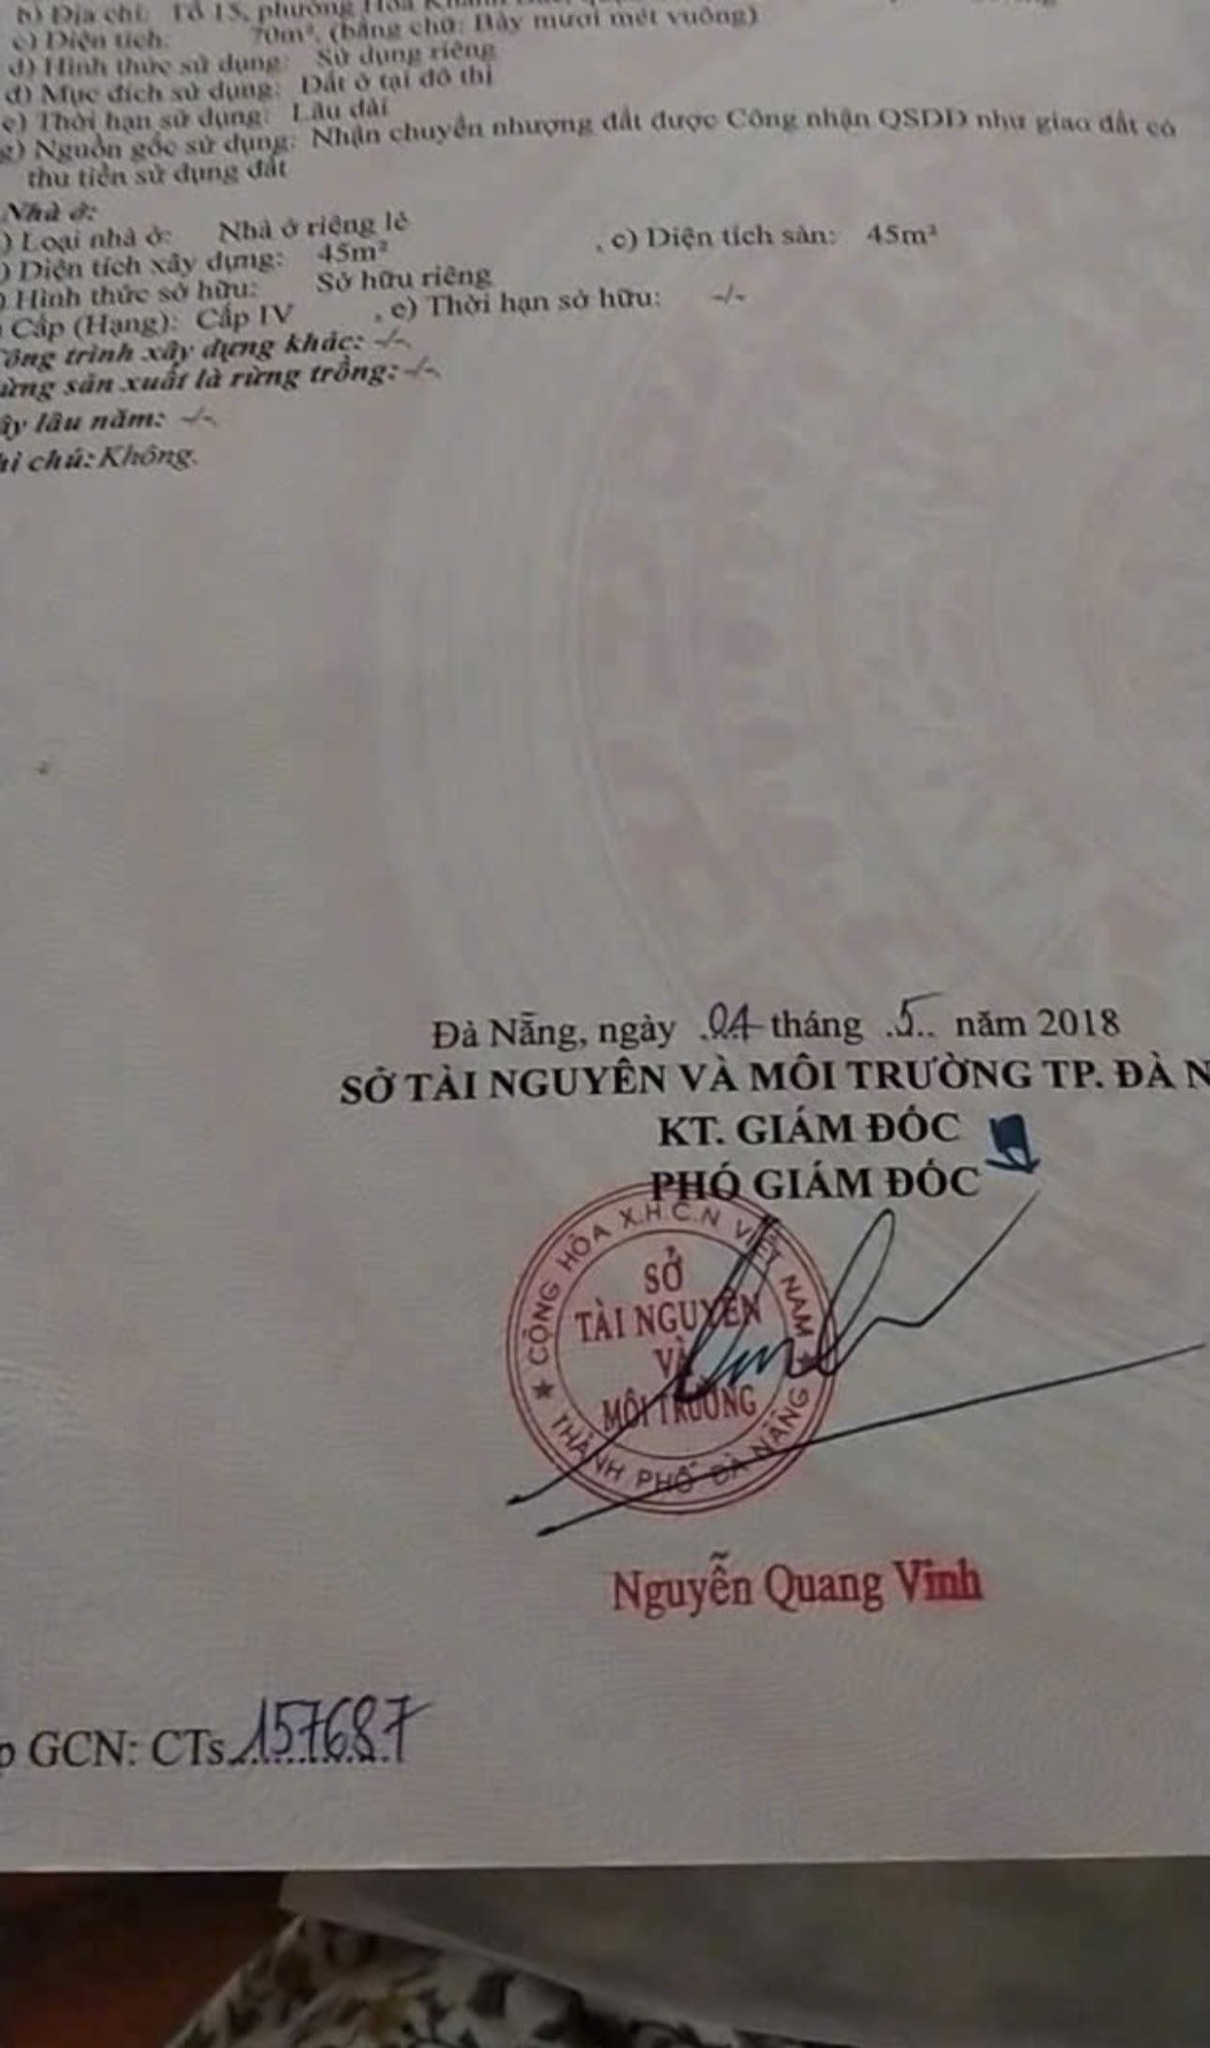 b) Địa chỉ: Tổ 15, phường Hòa
c) Diện tích: 70m², (bằng chữ: Bảy mươi mét vuông)
d) Hình thức sử dụng: Sử dụng riêng
đ) Mục đích sử dụng: Đất ở tại đô thị
e) Thời hạn sử dụng: Lâu dài
g) Nguồn gốc sử dụng: Nhận chuyển nhượng đất được Công nhận QSDĐ như giao đất có
thu tiền sử dụng đất
Nhà ở:
) Loại nhà ở: Nhà ở riêng lẻ
) Diện tích xây dựng: 45m² , c) Diện tích sàn: 45m²
) Hình thức sở hữu: Sở hữu riêng
Cấp (Hạng): Cấp IV , e) Thời hạn sở hữu: -/-
ông trình xây dựng khác: -/-.
ừng sản xuất là rừng trồng: -/-.
ây lâu năm: -/-.
hi chú: Không.
Đà Nẵng, ngày 04 tháng 5 năm 2018
SỞ TÀI NGUYÊN VÀ MÔI TRƯỜNG TP. ĐÀ N
KT. GIÁM ĐỐC
PHÓ GIÁM ĐỐC
CỘNG HÒA X.H.C.N VIỆT NAM
SỞ
TÀI NGUYÊN
VÀ
MÔI TRƯỜNG
★ THÀNH PHỐ ĐÀ NẴNG ★
Nguyễn Quang Vinh
GCN: CTs 157687